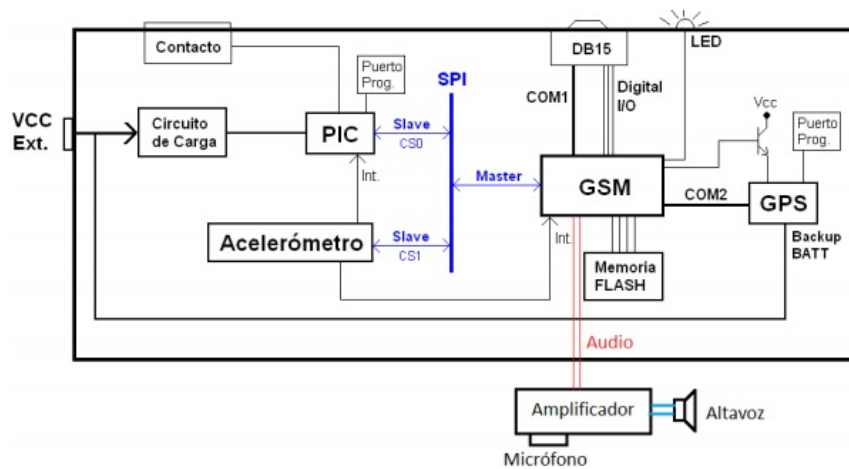 Contacto
Puerto
Prog.
SPI
DB15
LED
COM1
Digital
I/O
Vcc
Puerto
Prog.
VCC
Ext.
Circuito
de Carga
PIC
Slave
CS0
Master
GSM
COM2
GPS
Int.
Acelerómetro
Slave
CS1
Int.
Backup
BATT
Memoria
FLASH
Audio
Amplificador
Altavoz
Micrófono